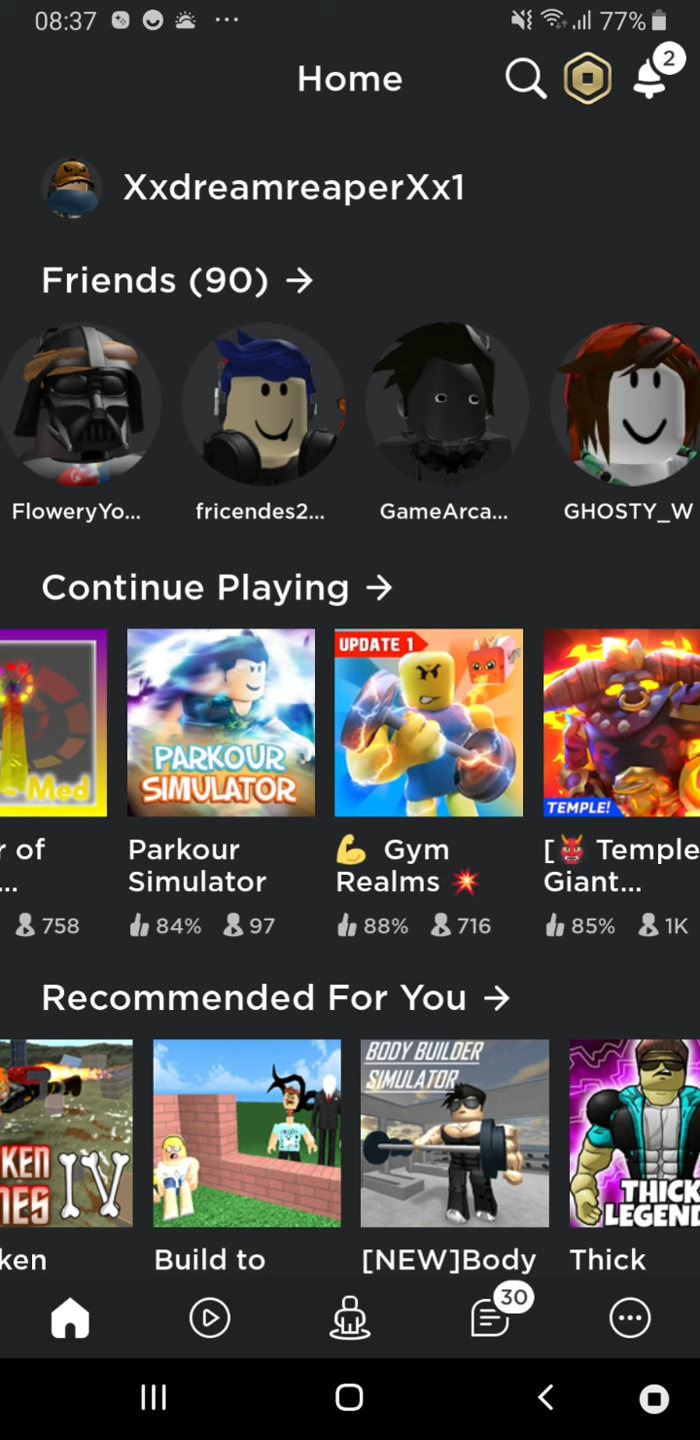 08:37
77%
Home
2
XxdreamreaperXx1
Friends (90) →
FloweryYo...
fricendes2...
GameArca...
GHOSTY_W
Continue Playing →
Med
PARKOUR
SIMULATOR
UPDATE 1
TEMPLE!
r of
...
758
Parkour
Simulator
84% 97
💪 Gym
Realms 💥
88% 716
[👹 Temple
Giant...
85% 1K
Recommended For You →
KEN
NES IV
BODY BUILDER
SIMULATOR
THICK
LEGEND
ken
Build to
[NEW]Body
Thick
30